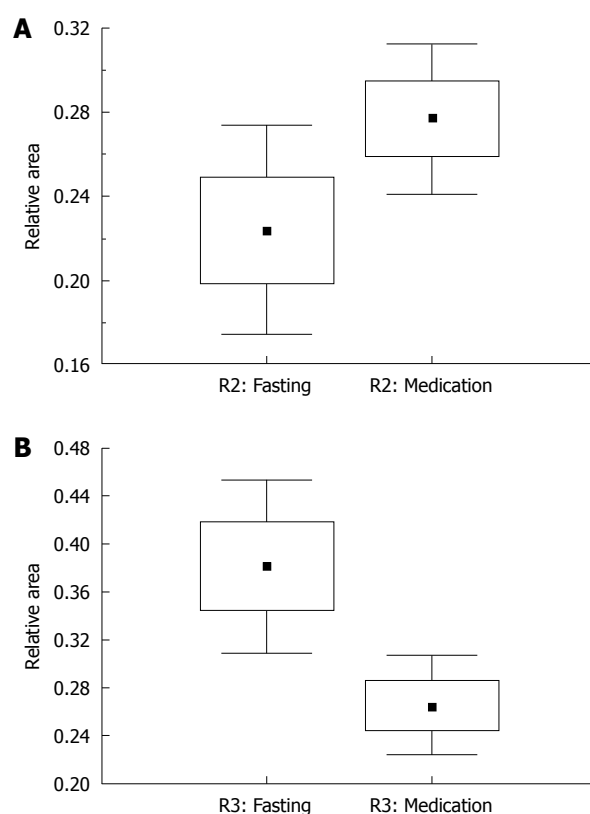 A
0.32
0.28
0.24
0.20
0.16
Relative area
R2: Fasting R2: Medication
B
0.48
0.44
0.40
0.36
0.32
0.28
0.24
0.20
Relative area
R3: Fasting R3: Medication